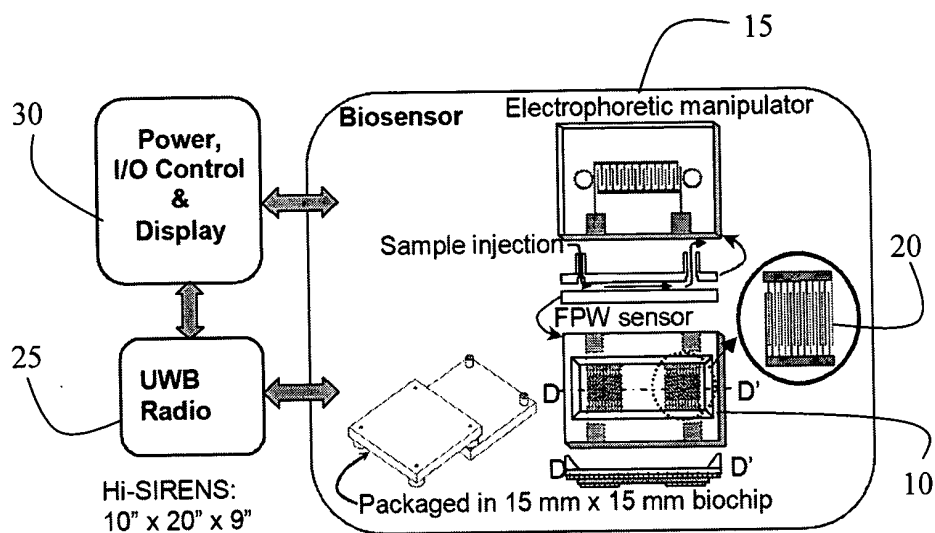 15
30
Power,
I/O Control
&
Display
Biosensor
Electrophoretic manipulator
Sample injection
20
FPW sensor
25
UWB
Radio
D D'
D D'
10
Packaged in 15 mm x 15 mm biochip
Hi-SIRENS:
10" x 20" x 9"